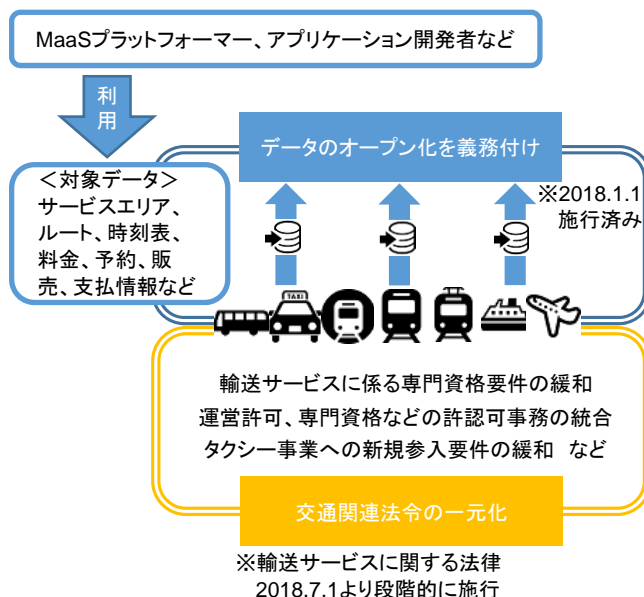 MaaSプラットフォーマー、アプリケーション開発者など
利
用
データのオープン化を義務付け
＜対象データ＞
サービスエリア、
ルート、時刻表、
料金、予約、販
売、支払情報など
※2018.1.1
施行済み
TAXI
輸送サービスに係る専門資格要件の緩和
運営許可、専門資格などの許認可事務の統合
タクシー事業への新規参入要件の緩和 など
交通関連法令の一元化
※輸送サービスに関する法律
2018.7.1より段階的に施行